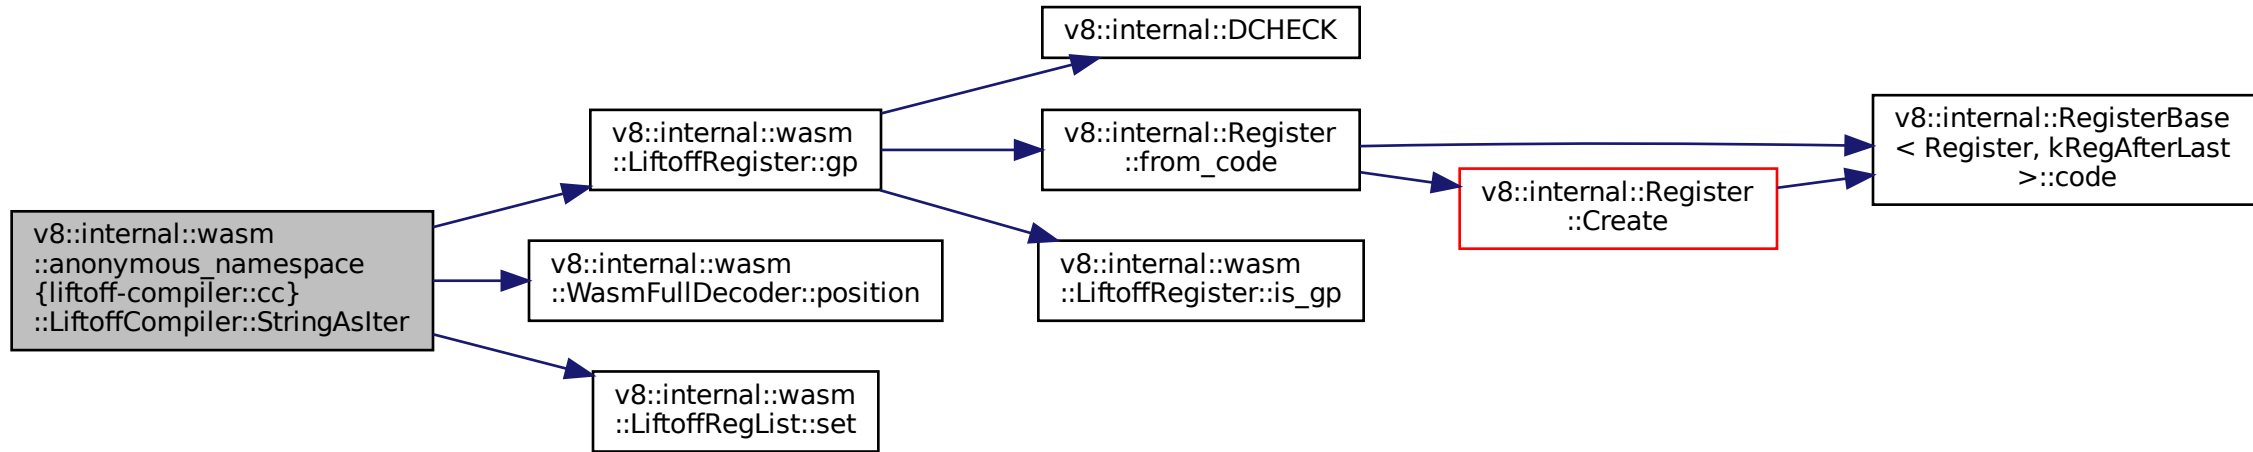 v8::internal::wasm
::anonymous_namespace
{liftoff-compiler::cc}
::LiftoffCompiler::StringAsIter
v8::internal::wasm
::LiftoffRegister::gp
v8::internal::wasm
::WasmFullDecoder::position
v8::internal::wasm
::LiftoffRegList::set
v8::internal::DCHECK
v8::internal::Register
::from_code
v8::internal::wasm
::LiftoffRegister::is_gp
v8::internal::Register
::Create
v8::internal::RegisterBase
< Register, kRegAfterLast
>::code